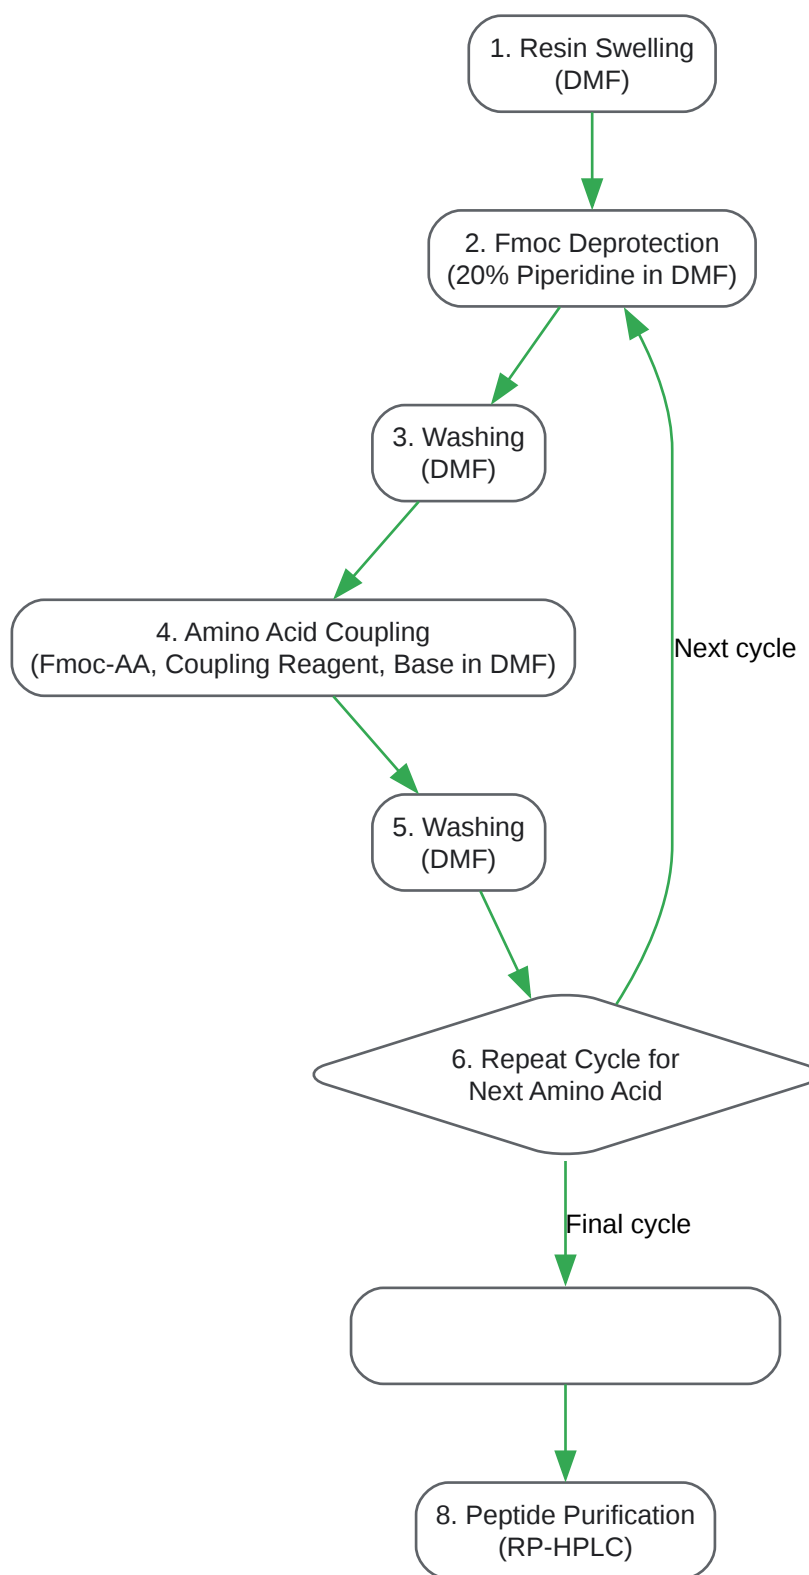 1. Resin Swelling
(DMF)
2. Fmoc Deprotection
(20% Piperidine in DMF)
3. Washing
(DMF)
4. Amino Acid Coupling
(Fmoc-AA, Coupling Reagent, Base in DMF)
Next cycle
5. Washing
(DMF)
6. Repeat Cycle for
Next Amino Acid
Final cycle
8. Peptide Purification
(RP-HPLC)